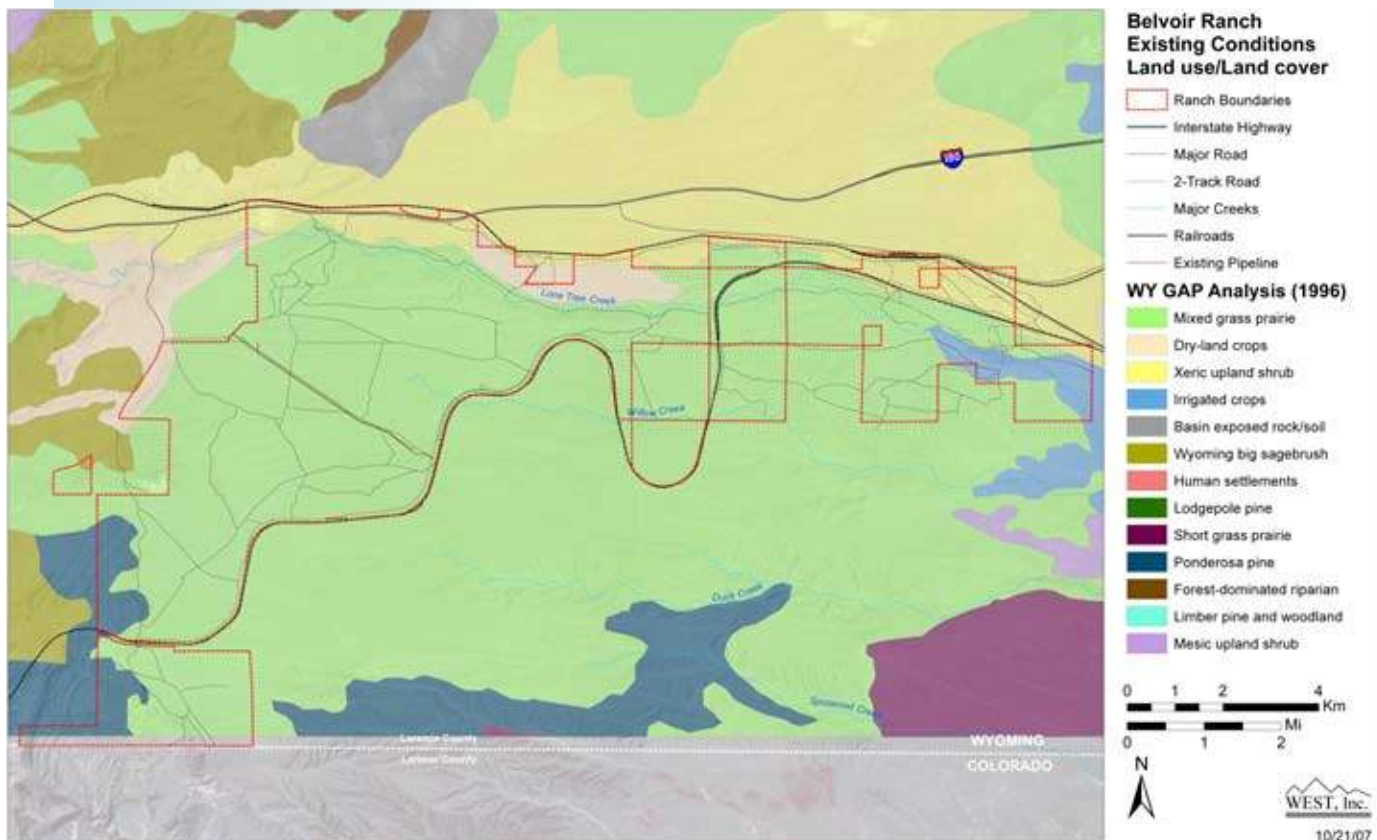 Belvoir Ranch
Existing Conditions
Land use/Land cover
Ranch Boundaries
Interstate Highway
Major Road
2-Track Road
Major Creeks
Railroads
Existing Pipeline
WY GAP Analysis (1996)
Mixed grass prairie
Dry-land crops
Xeric upland shrub
Irrigated crops
Basin exposed rock/soil
Wyoming big sagebrush
Human settlements
Lodgepole pine
Short grass prairie
Ponderosa pine
Forest-dominated riparian
Limber pine and woodland
Mesic upland shrub
0 1 2 4
Km
Mi
0 1 2
N
WEST, Inc.
10/21/07
Lone Tree Creek
Willow Creek
Duck Creek
Creek
Laramie County
Larimer County
WYOMING
COLORADO